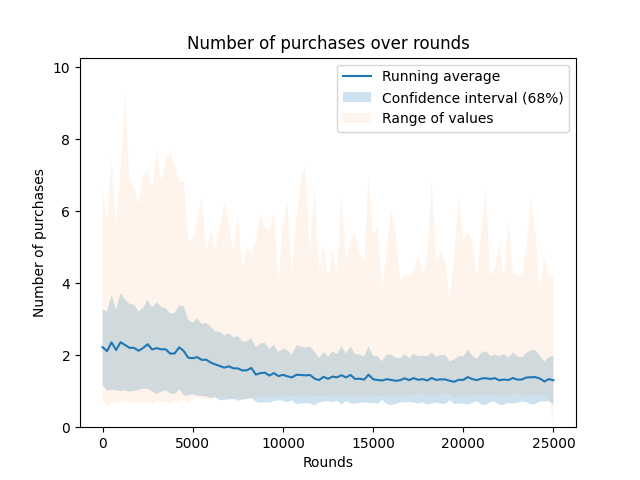 Number of purchases over rounds
Running average
Confidence interval (68%)
Range of values
Number of purchases
10
8
6
4
2
0
0 5000 10000 15000 20000 25000
Rounds